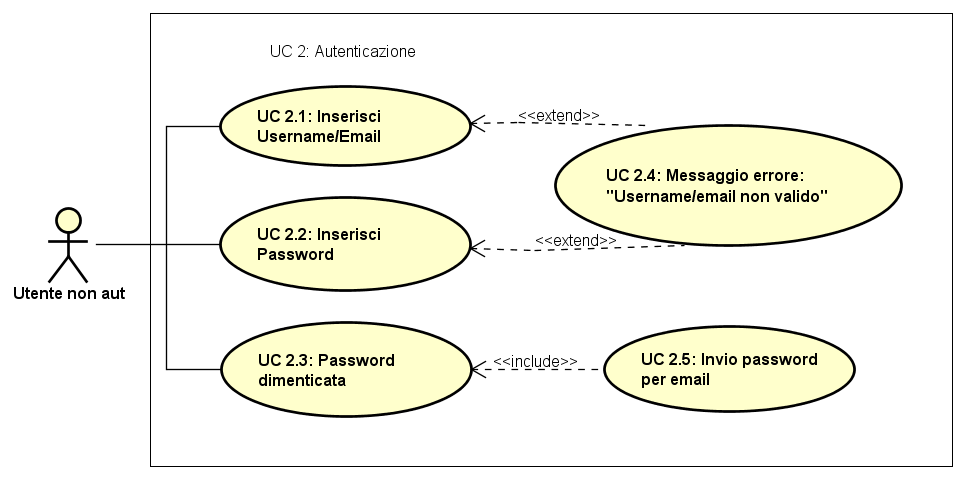 UC 2: Autenticazione
UC 2.1: Inserisci
Username/Email
<<extend>>
UC 2.4: Messaggio errore:
"Username/email non valido"
UC 2.2: Inserisci
Password
<<extend>>
Utente non aut
UC 2.3: Password
dimenticata
<<include>>
UC 2.5: Invio password
per email